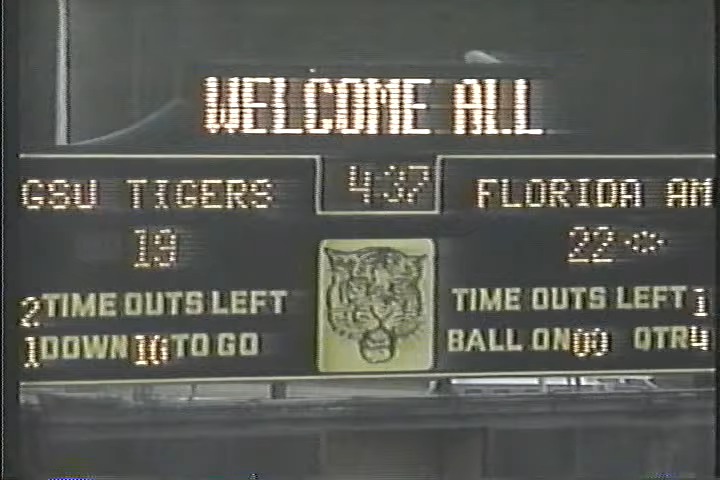 WELCOME ALL
GSU TIGERS 4:37 FLORIDA AM
19 22
2 TIME OUTS LEFT TIME OUTS LEFT 1
1 DOWN 10 TO GO BALL ON 00 QTR 4